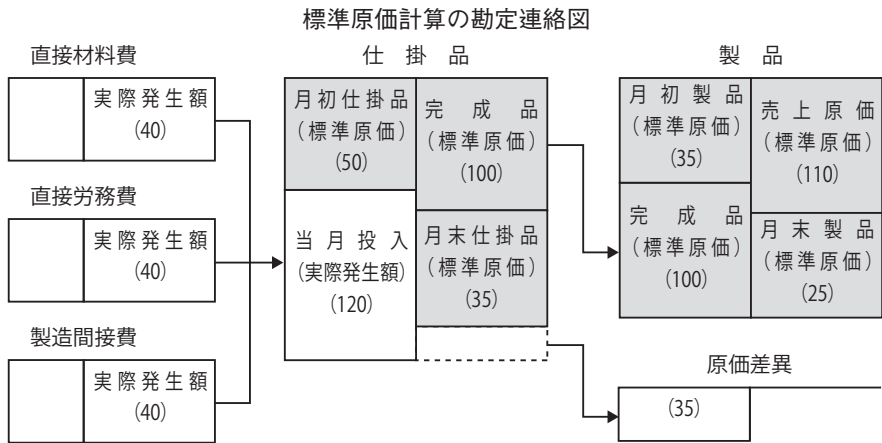 標準原価計算の勘定連絡図
直接材料費
実際発生額
(40)
直接労務費
実際発生額
(40)
製造間接費
実際発生額
(40)
仕掛品
月初仕掛品
(標準原価)
(50)
当月投入
(実際発生額)
(120)
完成品
(標準原価)
(100)
月末仕掛品
(標準原価)
(35)
製品
月初製品
(標準原価)
(35)
完成品
(標準原価)
(100)
売上原価
(標準原価)
(110)
月末製品
(標準原価)
(25)
原価差異
(35)